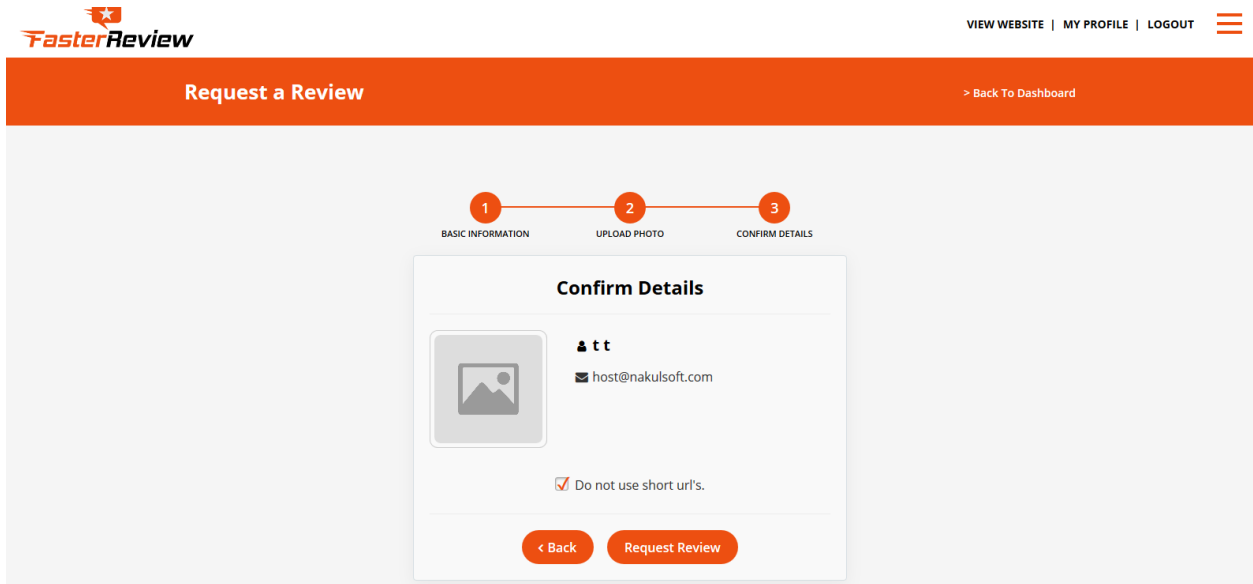 FasterReview
VIEW WEBSITE | MY PROFILE | LOGOUT
Request a Review
> Back To Dashboard
1 2 3
BASIC INFORMATION UPLOAD PHOTO CONFIRM DETAILS
Confirm Details
t t
host@nakulsoft.com
Do not use short url's.
< Back Request Review